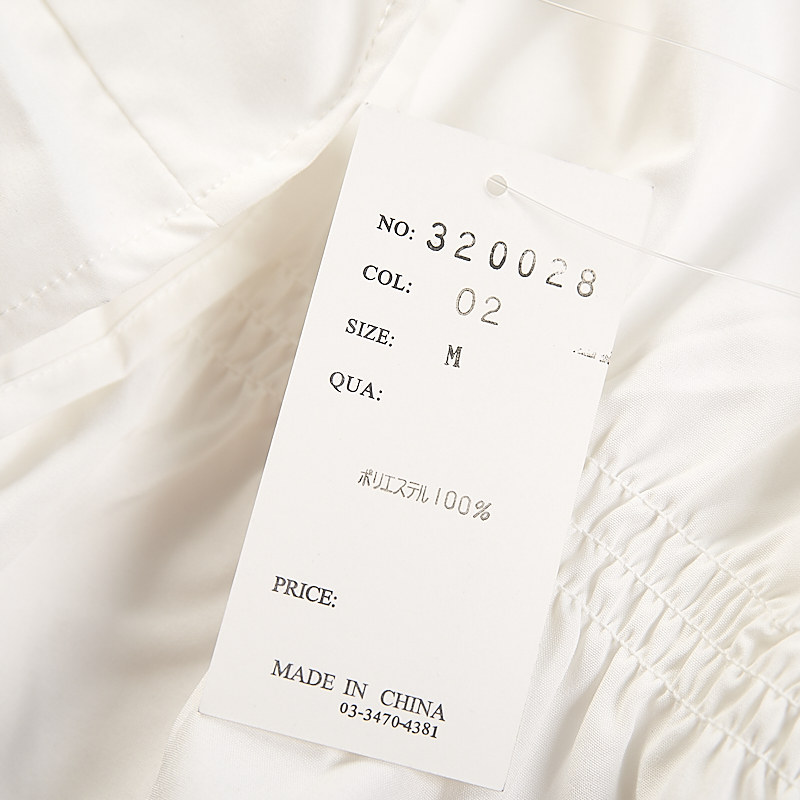 NO: 320028
COL: 02
SIZE: M
QUA:
ポリエステル100%
PRICE:
MADE IN CHINA
03-3470-4381